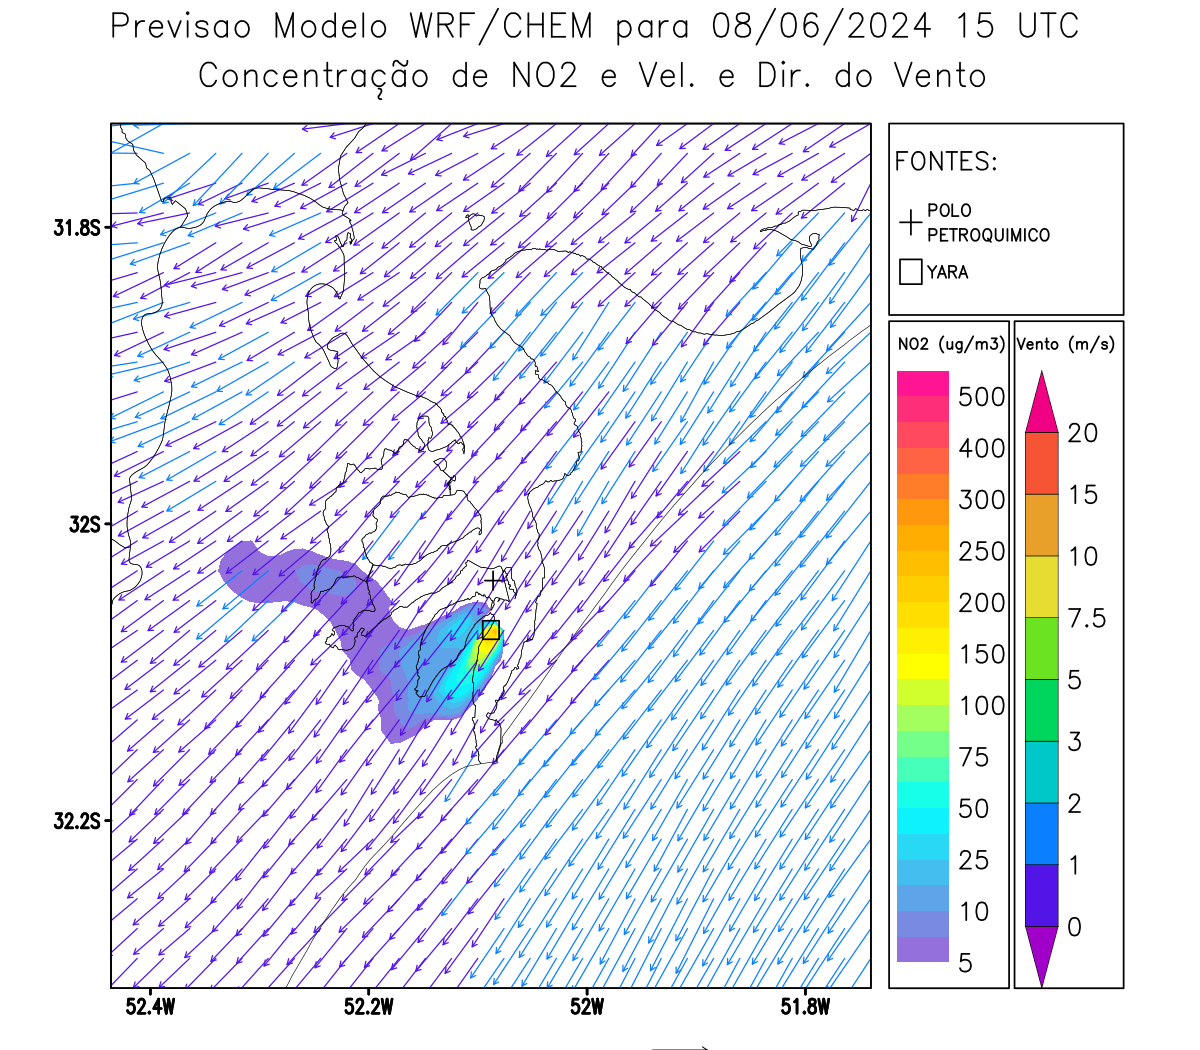 Previsao Modelo WRF/CHEM para 08/06/2024 15 UTC
Concentração de NO2 e Vel. e Dir. do Vento
FONTES:
POLO
PETROQUIMICO
YARA
31.8S
32S
32.2S
52.4W
52.2W
52W
51.8W
NO2 (ug/m3)
500
400
300
250
200
150
100
75
50
25
10
5
Vento (m/s)
20
15
10
7.5
5
3
2
1
0